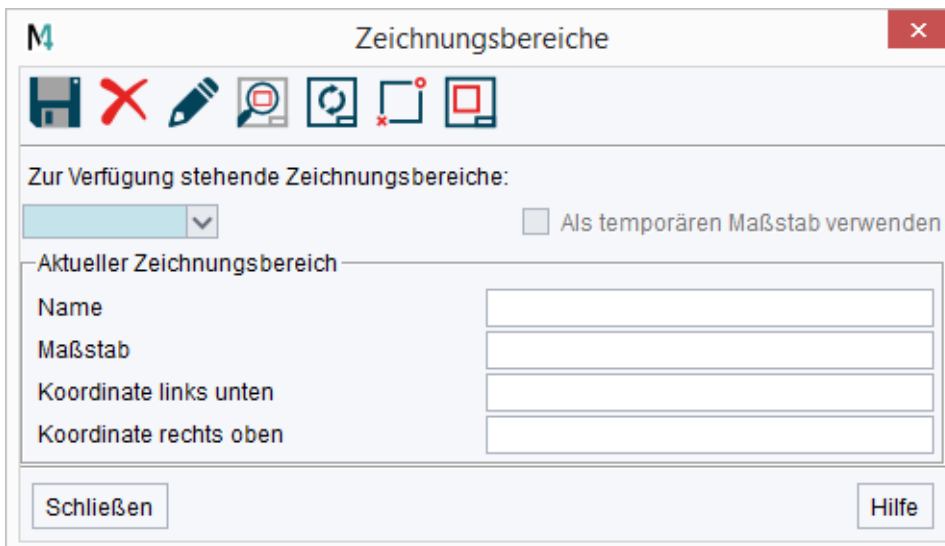 M4
Zeichnungsbereiche
Zur Verfügung stehende Zeichnungsbereiche:
Als temporären Maßstab verwenden
Aktueller Zeichnungsbereich
Name
Maßstab
Koordinate links unten
Koordinate rechts oben
Schließen
Hilfe